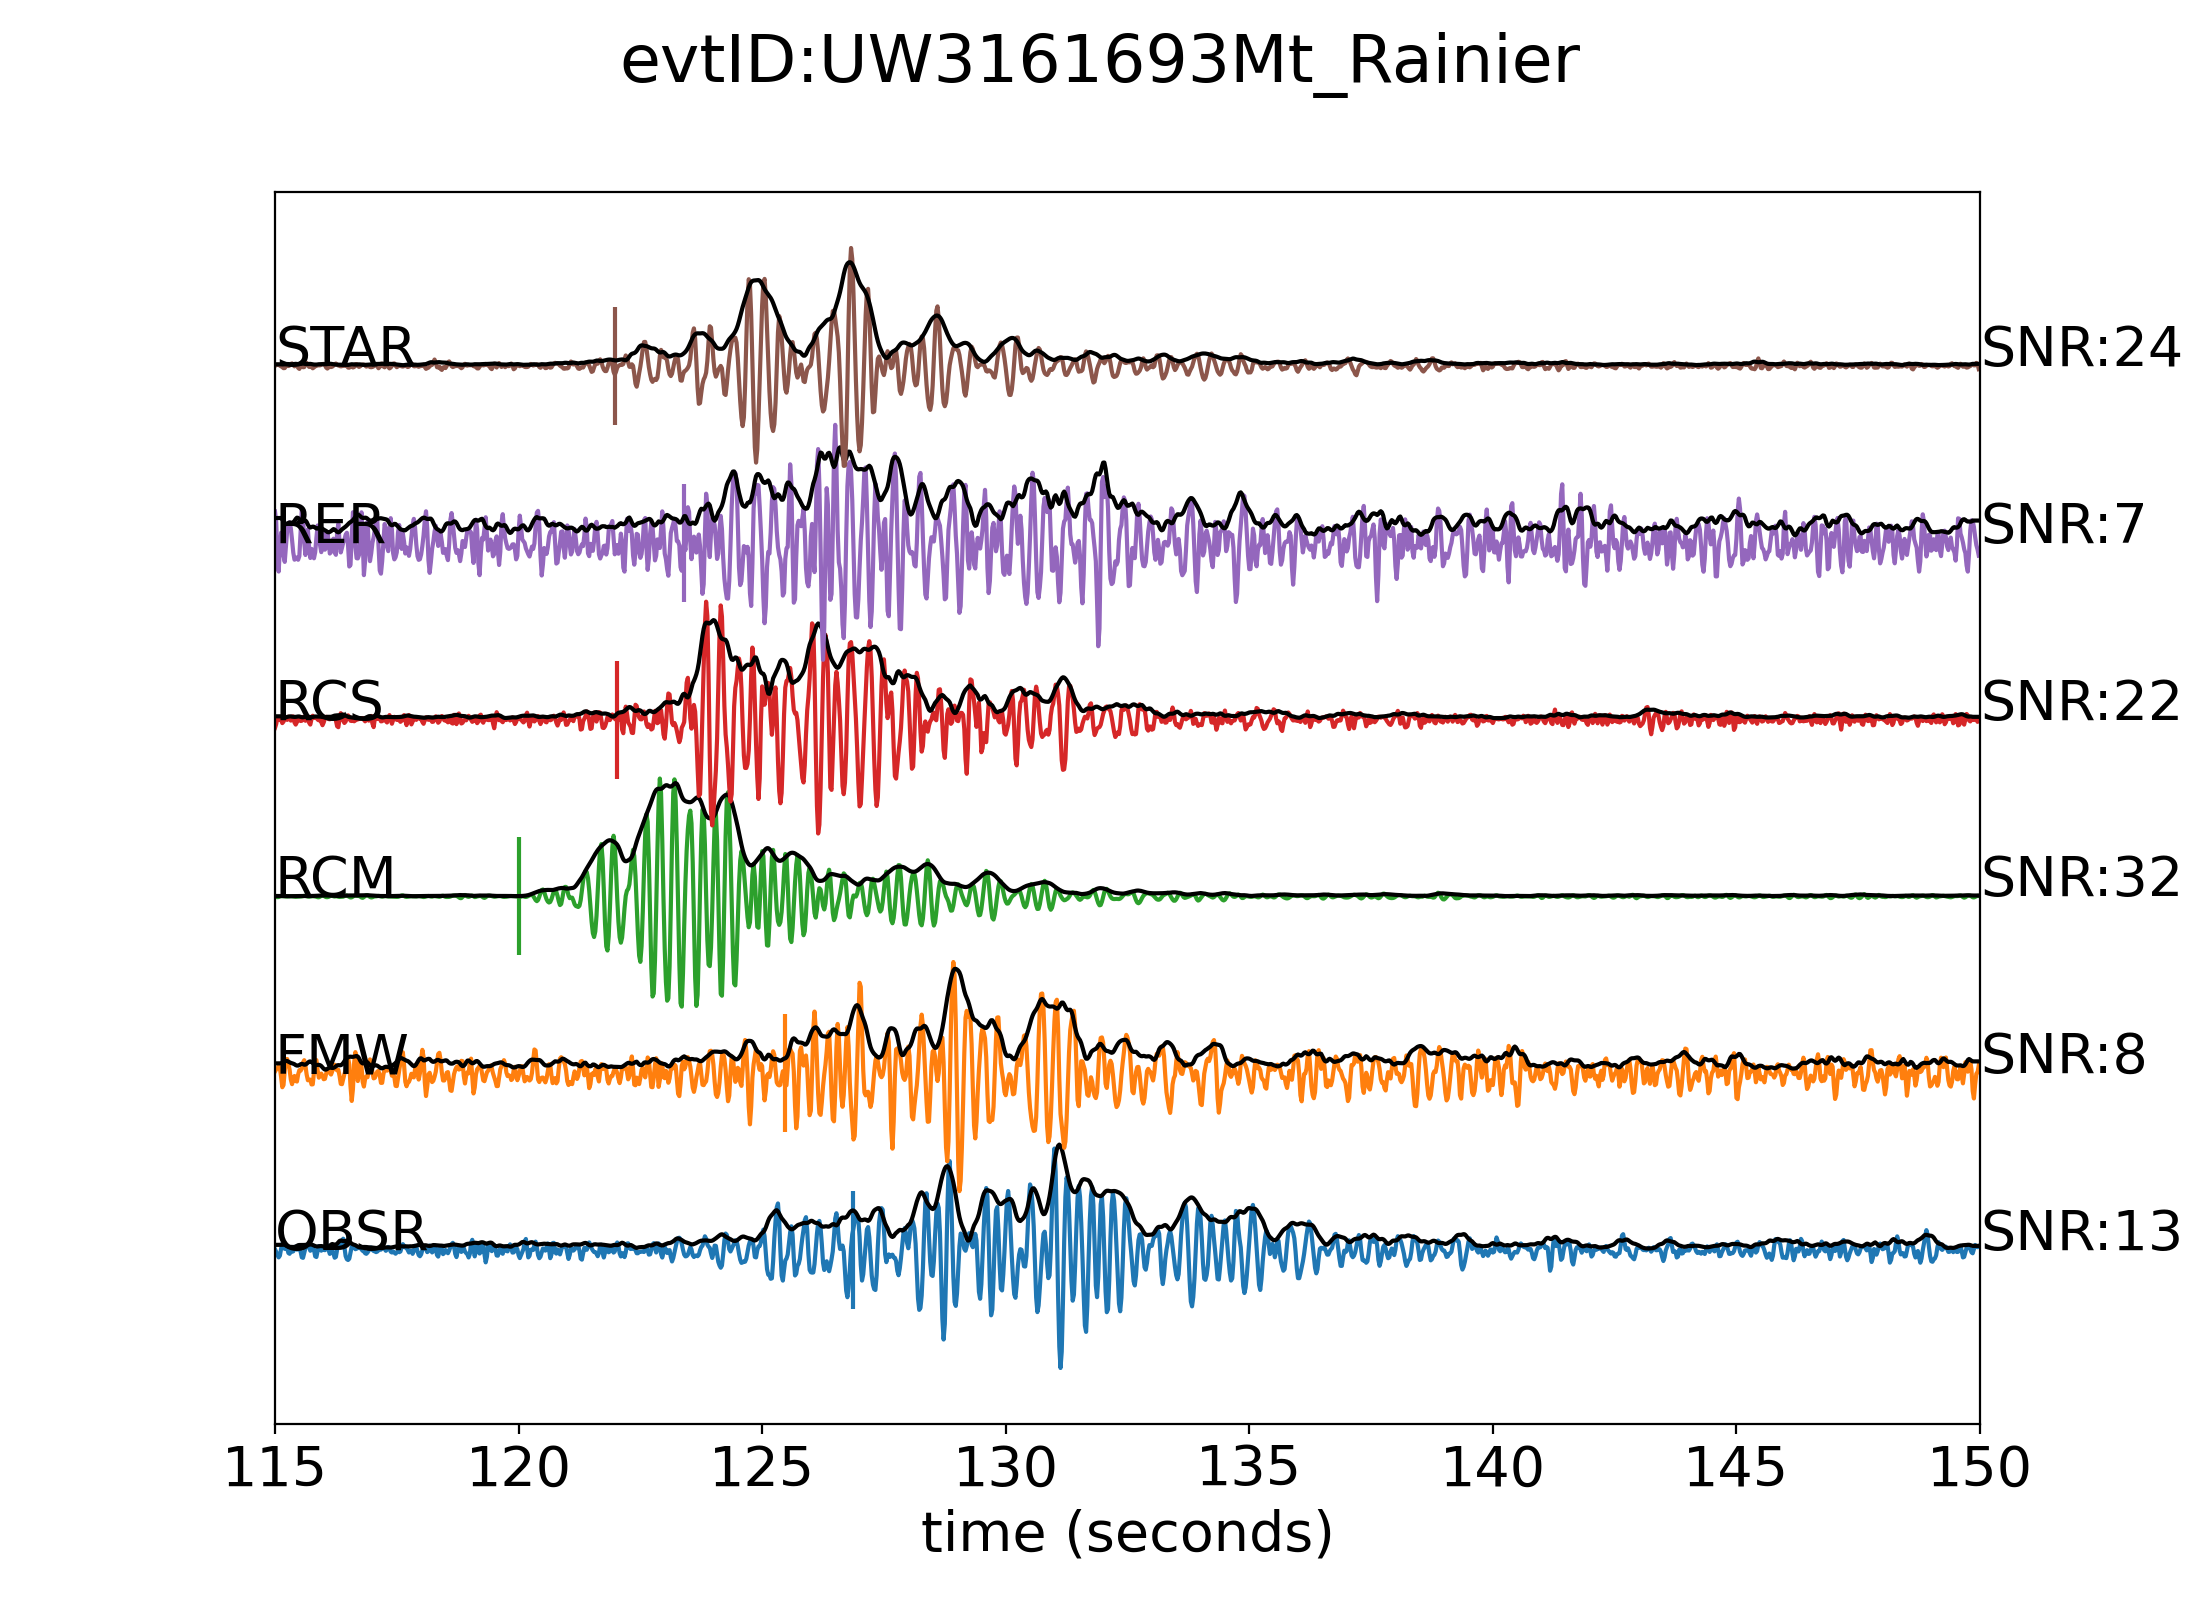 evtID:UW3161693Mt_Rainier
STAR SNR:24
RER SNR:7
RCS SNR:22
RCM SNR:32
FMW SNR:8
OBSR SNR:13
115 120 125 130 135 140 145 150
time (seconds)